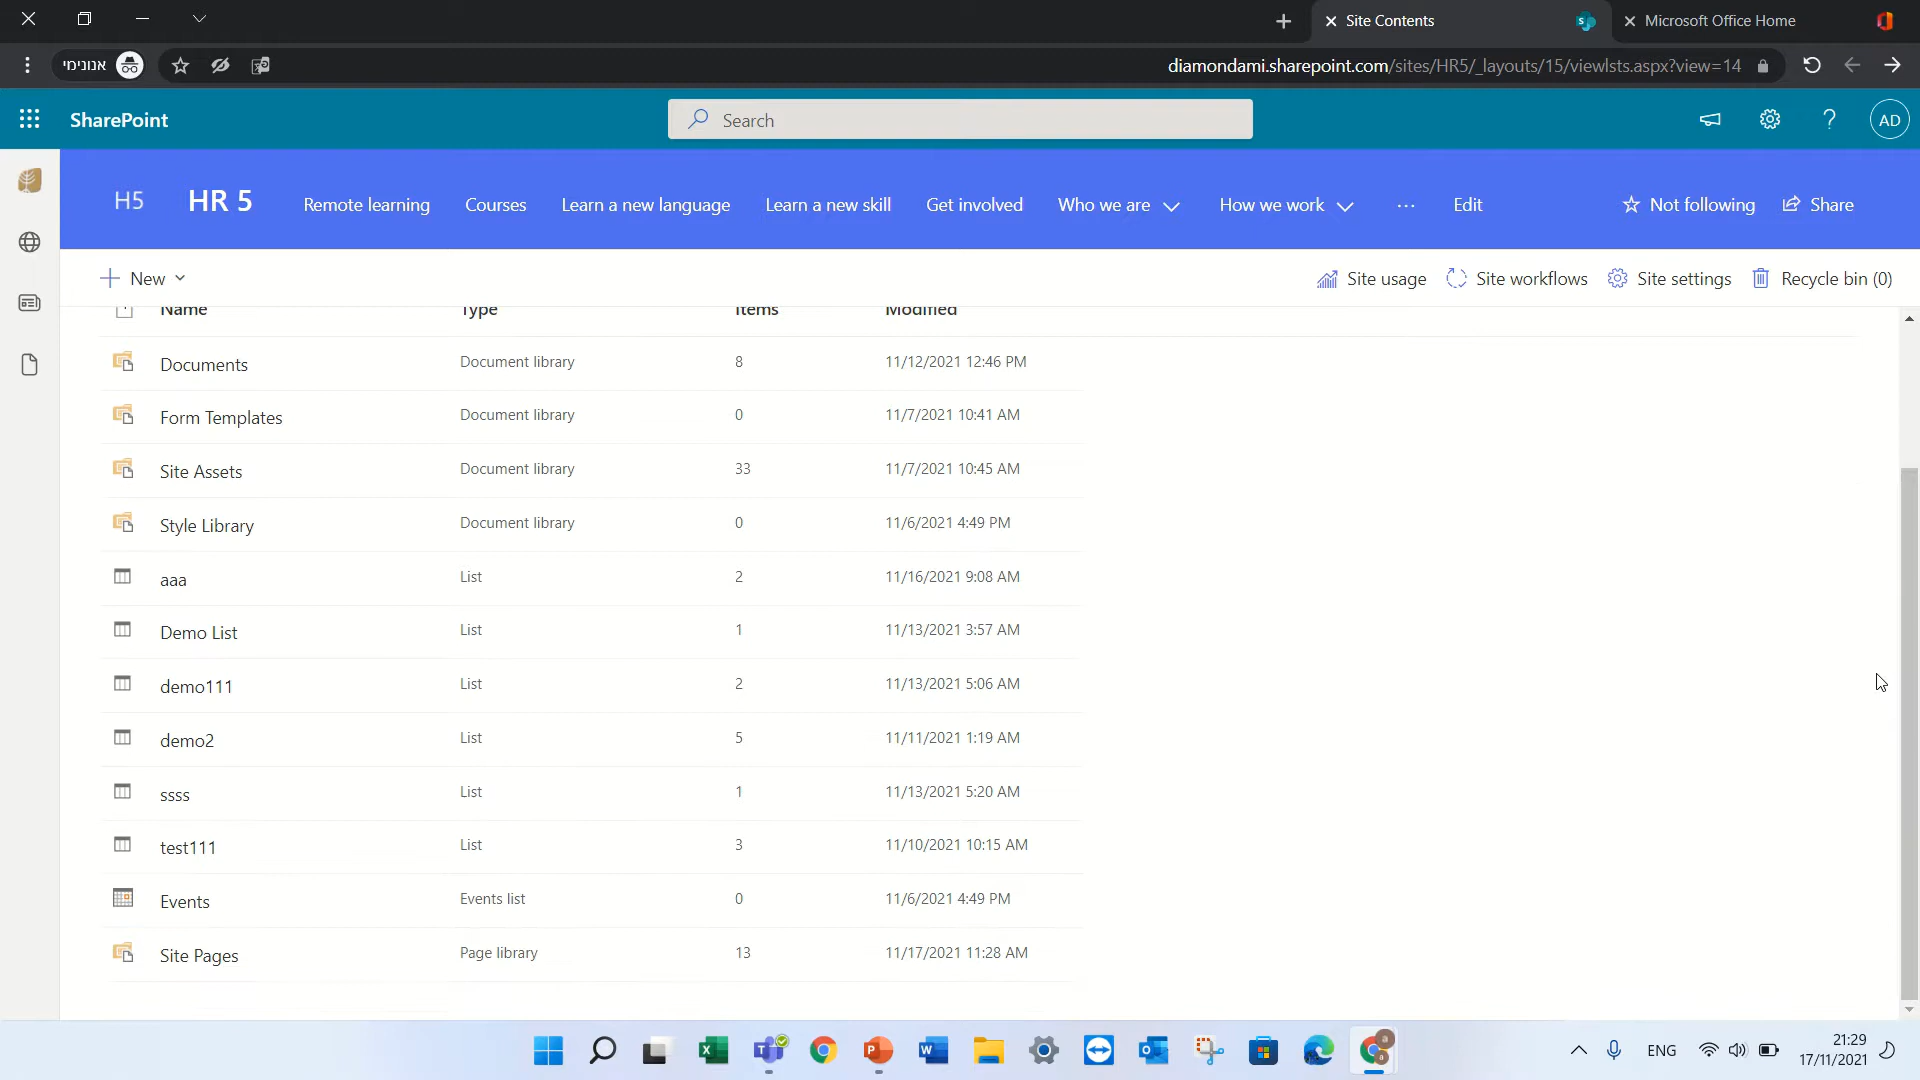 Site Contents
Microsoft Office Home
אנונימי
diamondami.sharepoint.com/sites/HR5/_layouts/15/viewlsts.aspx?view=14
SharePoint
Search
AD
H5
HR 5
Remote learning
Courses
Learn a new language
Learn a new skill
Get involved
Who we are
How we work
Edit
Not following
Share
New
Site usage
Site workflows
Site settings
Recycle bin (0)
Name Type Items Modified
Documents Document library 8 11/12/2021 12:46 PM
Form Templates Document library 0 11/7/2021 10:41 AM
Site Assets Document library 33 11/7/2021 10:45 AM
Style Library Document library 0 11/6/2021 4:49 PM
aaa List 2 11/16/2021 9:08 AM
Demo List List 1 11/13/2021 3:57 AM
demo111 List 2 11/13/2021 5:06 AM
demo2 List 5 11/11/2021 1:19 AM
ssss List 1 11/13/2021 5:20 AM
test111 List 3 11/10/2021 10:15 AM
Events Events list 0 11/6/2021 4:49 PM
Site Pages Page library 13 11/17/2021 11:28 AM
ENG
21:29
17/11/2021